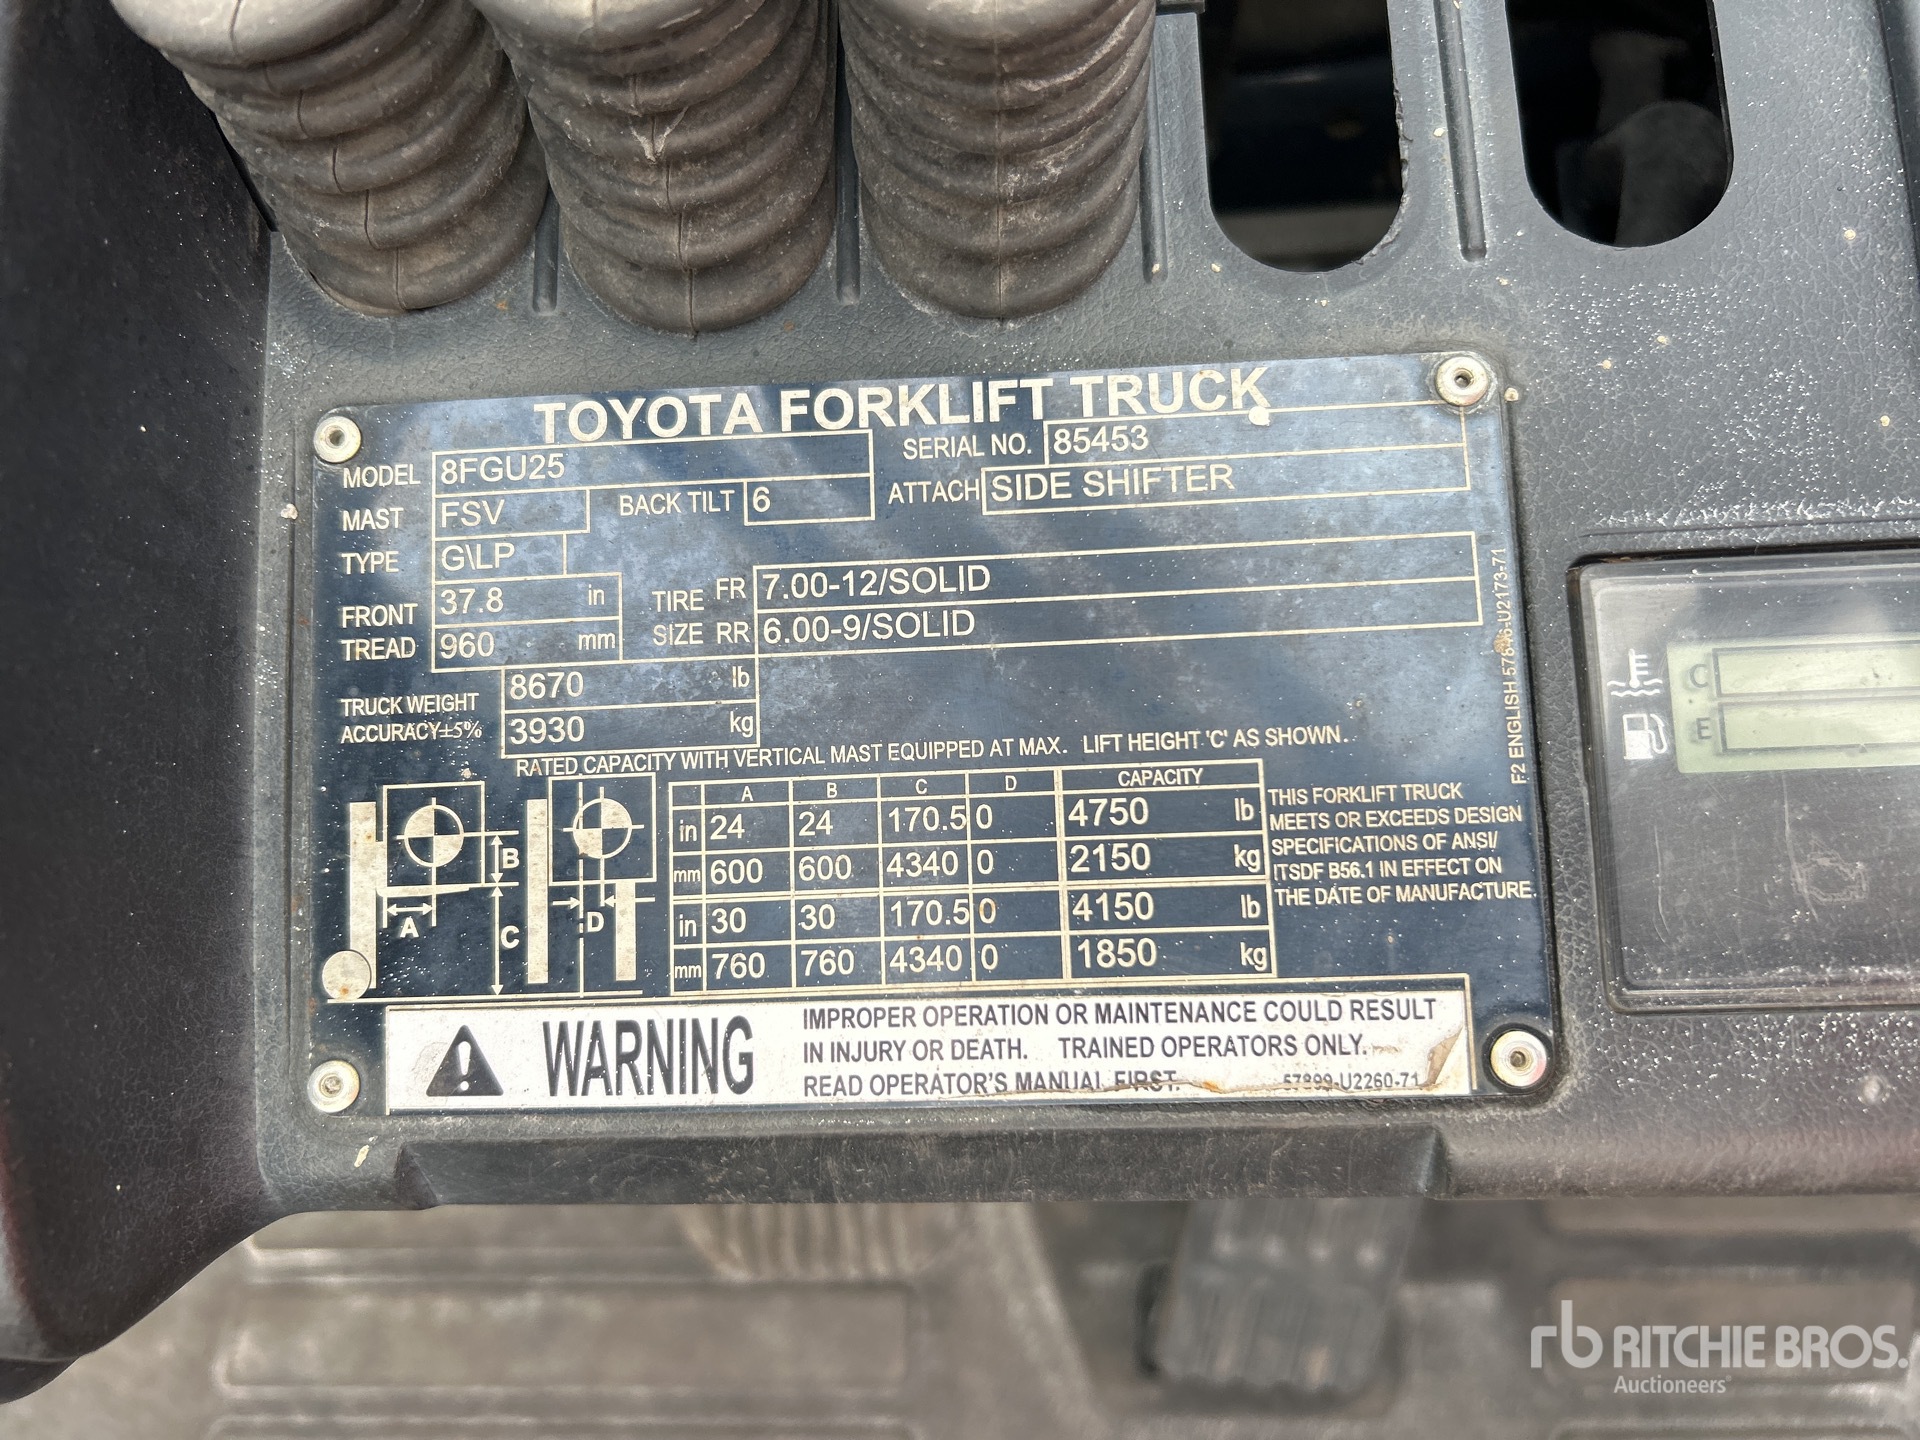 TOYOTA FORKLIFT TRUCK
MODEL 8FGU25 SERIAL NO. 85453
MAST FSV BACK TILT 6 ATTACH SIDE SHIFTER
TYPE G\LP
FRONT TREAD 37.8 in TIRE SIZE FR 7.00-12/SOLID
960 mm RR 6.00-9/SOLID
TRUCK WEIGHT 8670 lb
ACCURACY±5% 3930 kg
RATED CAPACITY WITH VERTICAL MAST EQUIPPED AT MAX. LIFT HEIGHT 'C' AS SHOWN.
A B C D CAPACITY
in 24 24 170.5 0 4750 lb
mm 600 600 4340 0 2150 kg
in 30 30 170.5 0 4150 lb
mm 760 760 4340 0 1850 kg
A B C D
THIS FORKLIFT TRUCK
MEETS OR EXCEEDS DESIGN
SPECIFICATIONS OF ANSI/
ITSDF B56.1 IN EFFECT ON
THE DATE OF MANUFACTURE.
F2 ENGLISH
WARNING
IMPROPER OPERATION OR MAINTENANCE COULD RESULT
IN INJURY OR DEATH. TRAINED OPERATORS ONLY.
READ OPERATOR'S MANUAL FIRST. 57899-U2260-71
C
E
rb RITCHIE BROS.
Auctioneers